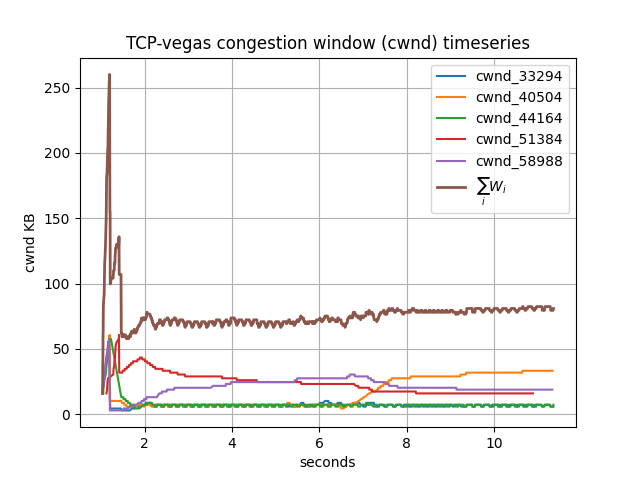 TCP-vegas congestion window (cwnd) timeseries
cwnd_33294
cwnd_40504
cwnd_44164
cwnd_51384
cwnd_58988
∑ᵢ Wᵢ
250
200
150
100
50
0
cwnd KB
2 4 6 8 10
seconds